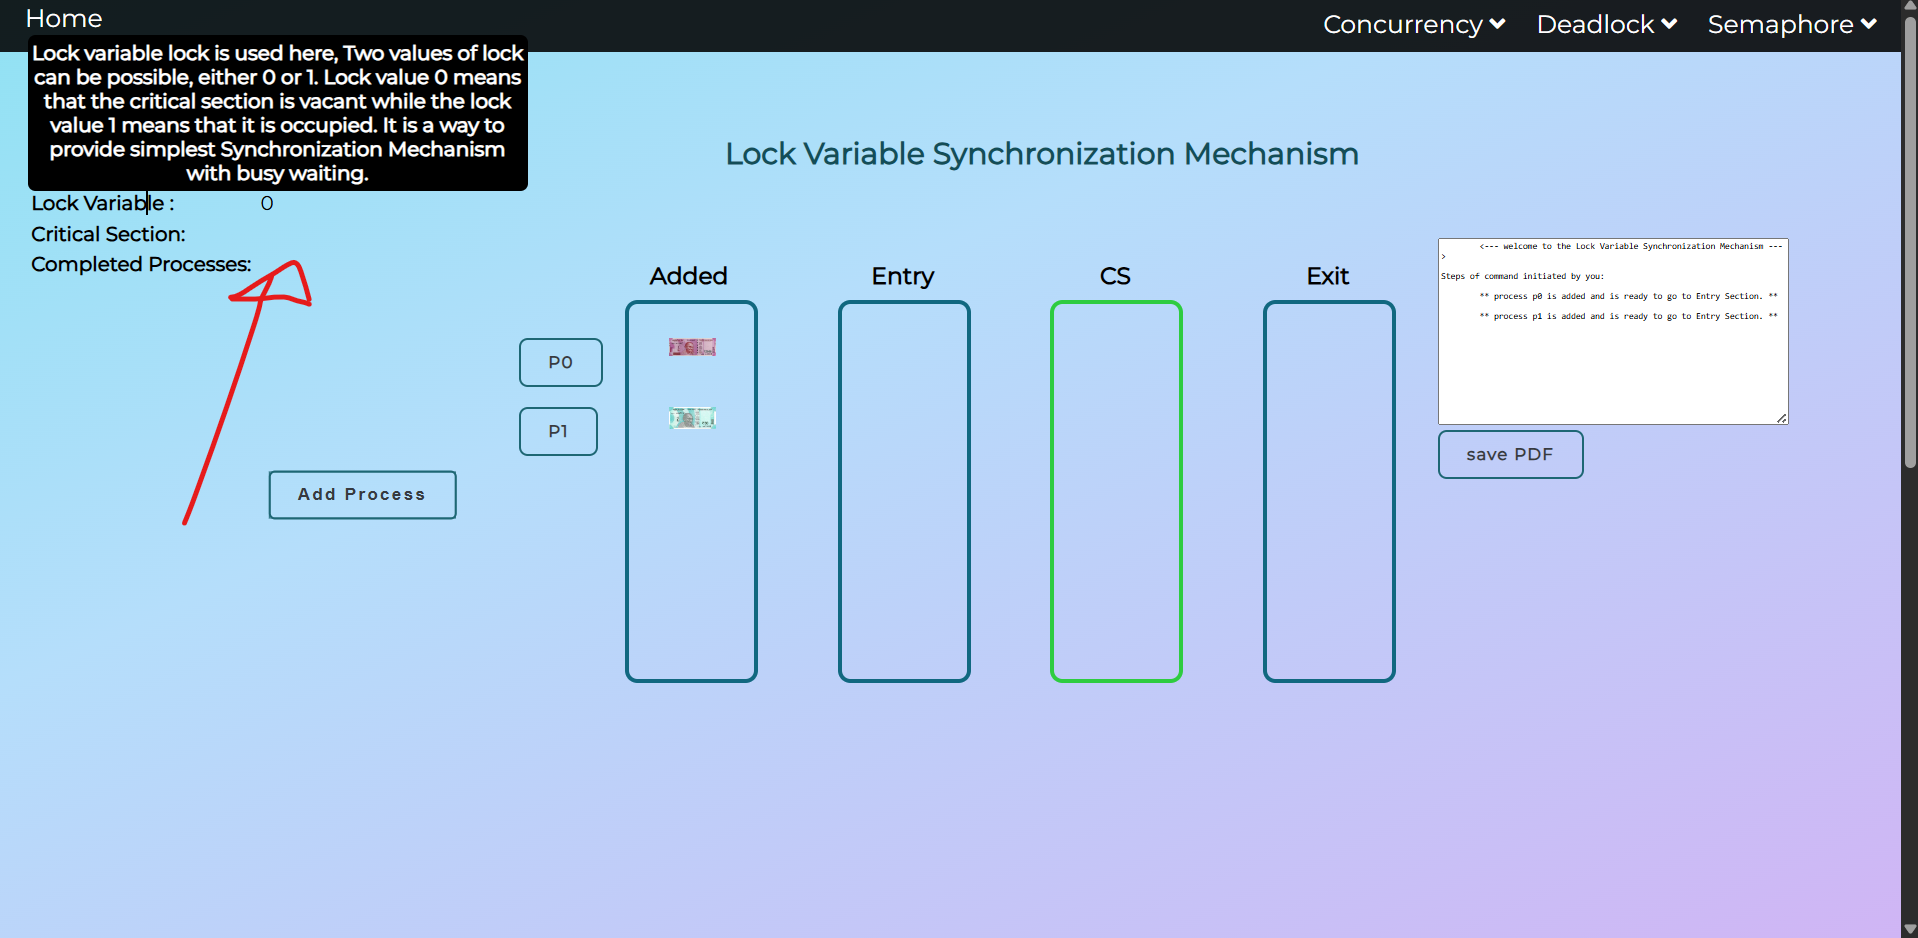 Home
Concurrency
Deadlock
Semaphore
Lock variable lock is used here, Two values of lock
can be possible, either 0 or 1. Lock value 0 means
that the critical section is vacant while the lock
value 1 means that it is occupied. It is a way to
provide simplest Synchronization Mechanism
with busy waiting.
Lock Variable Synchronization Mechanism
Lock Variable : 0
Critical Section:
Completed Processes:
Added
Entry
CS
Exit
P0
P1
Add Process
<--- welcome to the Lock Variable Synchronization Mechanism ---
>
Steps of command initiated by you:
** process p0 is added and is ready to go to Entry Section. **
** process p1 is added and is ready to go to Entry Section. **
save PDF